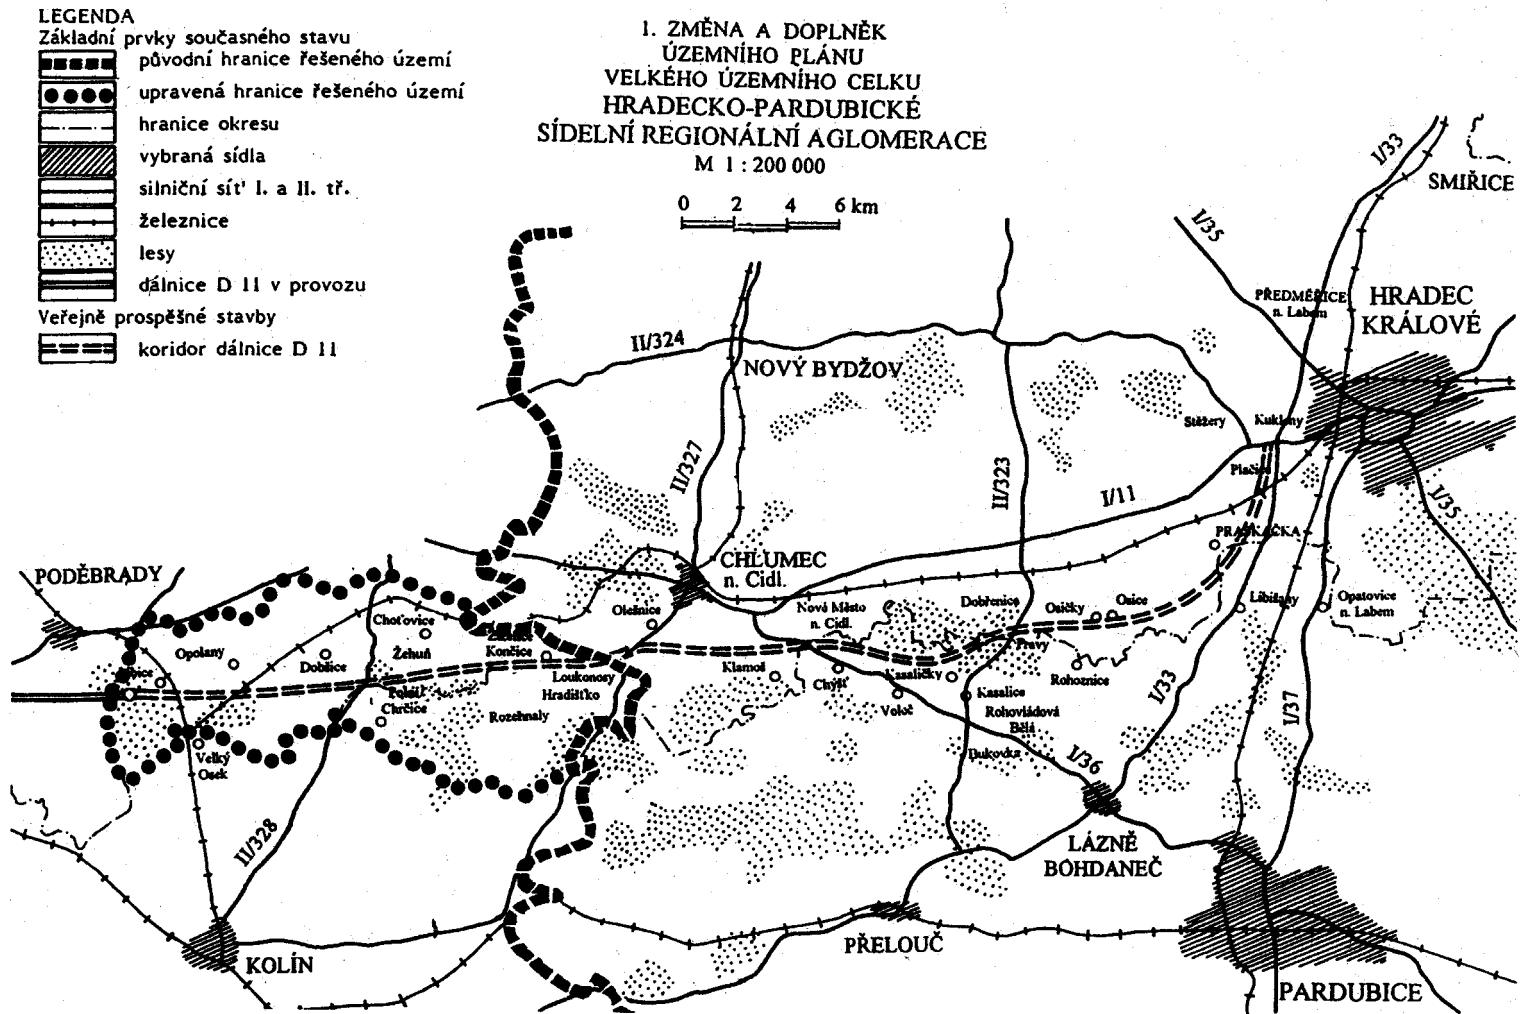 LEGENDA
Základní prvky současného stavu
původní hranice řešeného území
upravená hranice řešeného území
hranice okresu
vybraná sídla
silniční síť I. a II. tř.
železnice
lesy
dálnice D 11 v provozu
Veřejně prospěšné stavby
koridor dálnice D 11
1. ZMĚNA A DOPLNĚK
ÚZEMNÍHO PLÁNU
VELKÉHO ÚZEMNÍHO CELKU
HRADECKO-PARDUBICKÉ
SÍDELNÍ REGIONÁLNÍ AGLOMERACE
M 1 : 200 000
0 2 4 6 km
I/33
SMIŘICE
I/35
PŘEDMĚŘICE
n. Labem
HRADEC
KRÁLOVÉ
II/324
NOVÝ BYDŽOV
Stěžery
Kukleny
II/327
II/323
Plačice
I/11
I/35
PRASKAČKA
CHLUMEC
n. Cidl.
PODĚBRADY
Olešnice
Nové Město
n. Cidl.
Dobřenice
Osičky
Osice
Libišany
Opatovice
n. Labem
Choťovice
Opolany
Dobšice
Žehuň
Končice
Loukonosy
Hradišťko
Klamoš
Chýšť
Kasaličky
Pravy
Rohoznice
Chrčice
Rozehnaly
Voleč
Kasalice
Rohovládová
Bělá
Bukovka
I/33
I/37
Velký
Osek
I/36
II/328
LÁZNĚ
BOHDANEČ
KOLÍN
PŘELOUČ
PARDUBICE